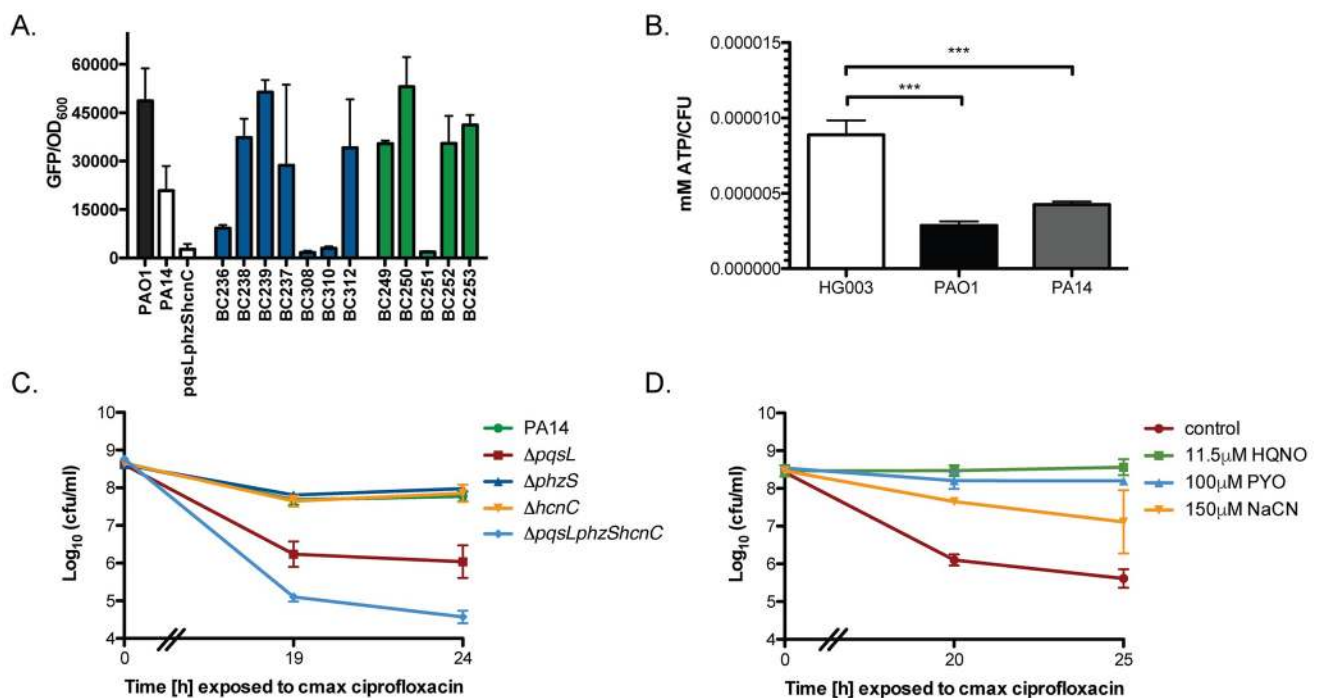 A.
GFP/OD600
60000
45000
30000
15000
0
PAO1
PA14
pqsLphzShcnC
BC236
BC238
BC239
BC237
BC308
BC310
BC312
BC249
BC250
BC251
BC252
BC253
B.
mM ATP/CFU
0.000015
0.000010
0.000005
0.000000
***
***
HG003
PAO1
PA14
C.
Log10 (cfu/ml)
10
9
8
7
6
5
4
0
19
24
Time [h] exposed to cmax ciprofloxacin
PA14
ΔpqsL
ΔphzS
ΔhcnC
ΔpqsLphzShcnC
D.
Log10 (cfu/ml)
10
9
8
7
6
5
4
0
20
25
Time [h] exposed to cmax ciprofloxacin
control
11.5μM HQNO
100μM PYO
150μM NaCN